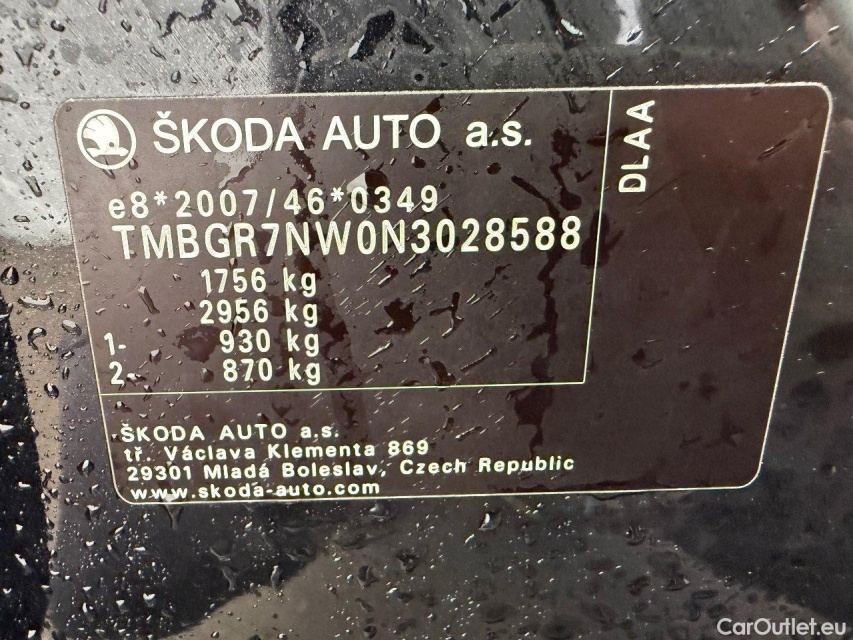 ŠKODA AUTO a.s.
DLAA
e8*2007/46*0349
TMBGR7NW0N3028588
1756 kg
2956 kg
1- 930 kg
2- 870 kg
ŠKODA AUTO a.s.
tř. Václava Klementa 869
29301 Mladá Boleslav, Czech Republic
www.skoda-auto.com
CarOutlet.eu